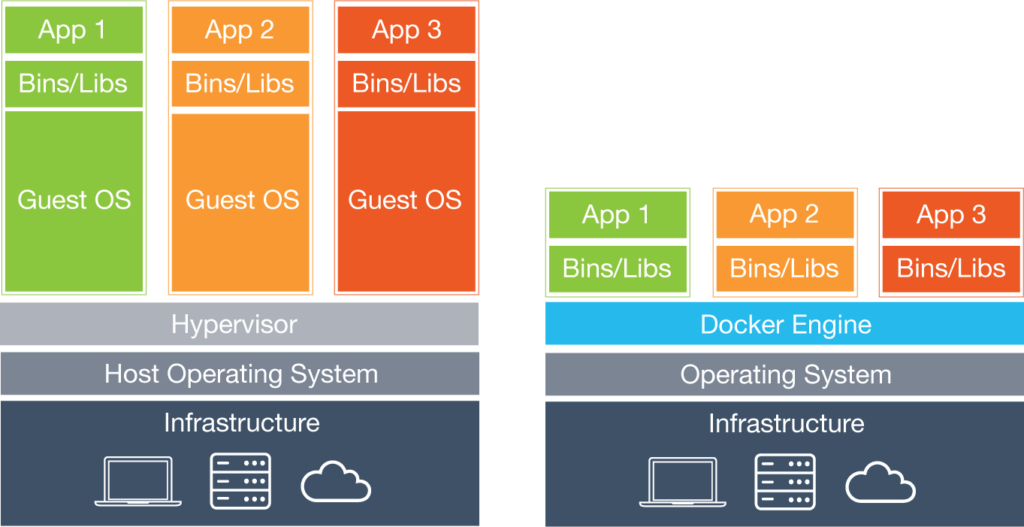 App 1
App 2
App 3
Bins/Libs
Bins/Libs
Bins/Libs
Guest OS
Guest OS
Guest OS
Hypervisor
Host Operating System
Infrastructure
App 1
App 2
App 3
Bins/Libs
Bins/Libs
Bins/Libs
Docker Engine
Operating System
Infrastructure